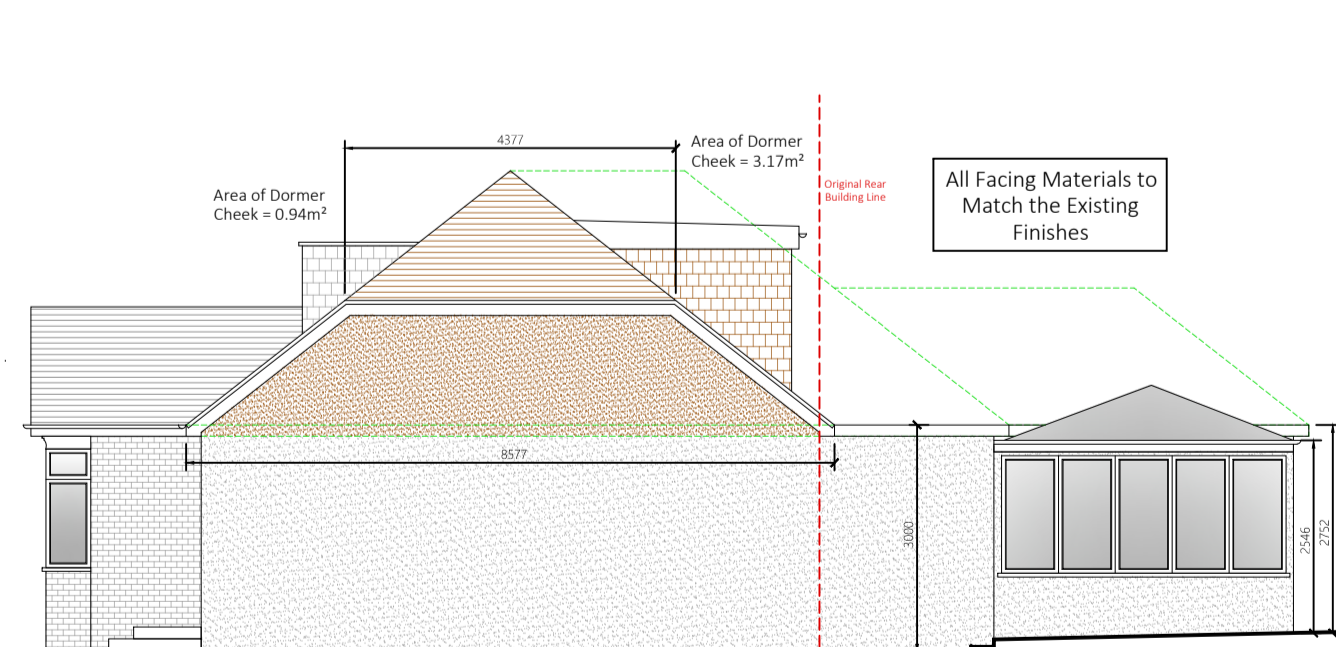 4377
Area of Dormer
Cheek = 3.17m²
Area of Dormer
Cheek = 0.94m²
Original Rear
Building Line
All Facing Materials to
Match the Existing
Finishes
8577
3080
2546
2752